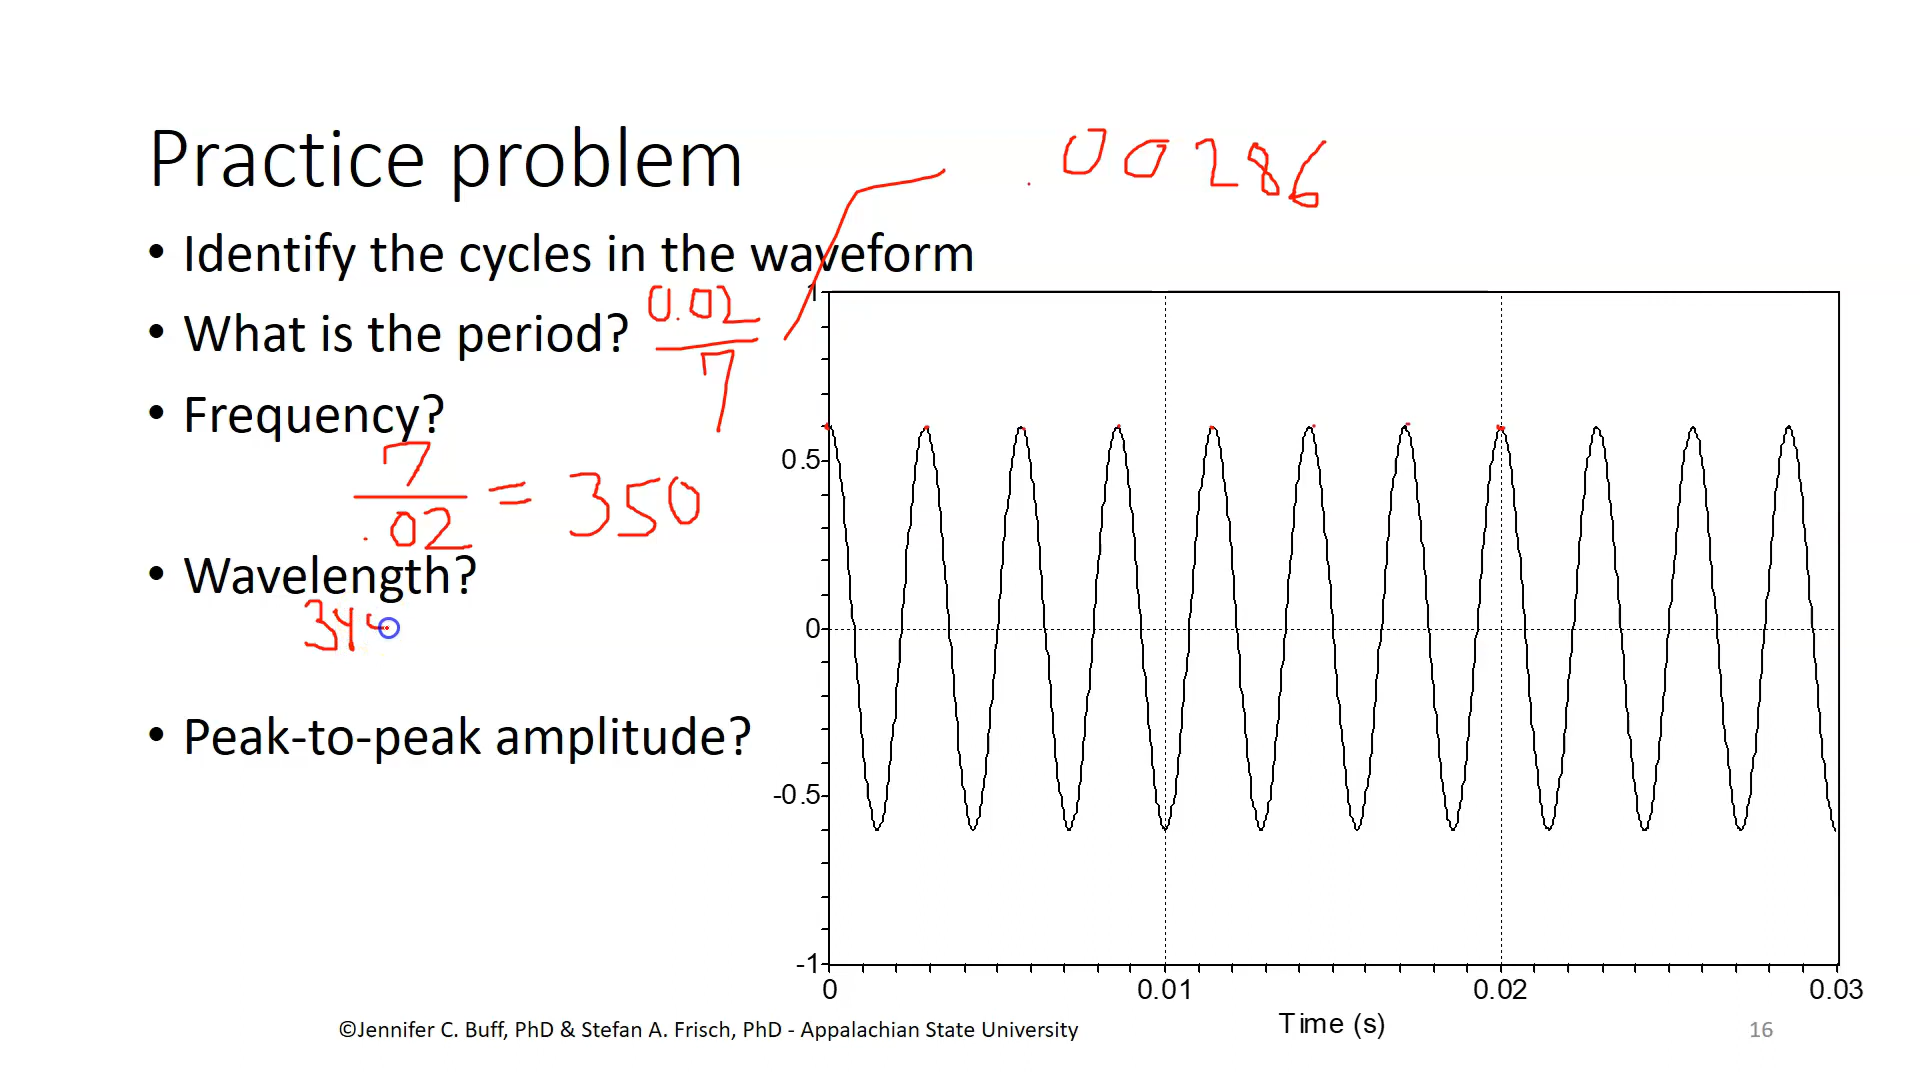 Practice problem
.00286
• Identify the cycles in the waveform
• What is the period?
0.02
7
• Frequency?
7
.02
= 350
• Wavelength?
34
• Peak-to-peak amplitude?
1
0.5
0
-0.5
-1
0 0.01 0.02 0.03
Time (s)
©Jennifer C. Buff, PhD & Stefan A. Frisch, PhD - Appalachian State University
16